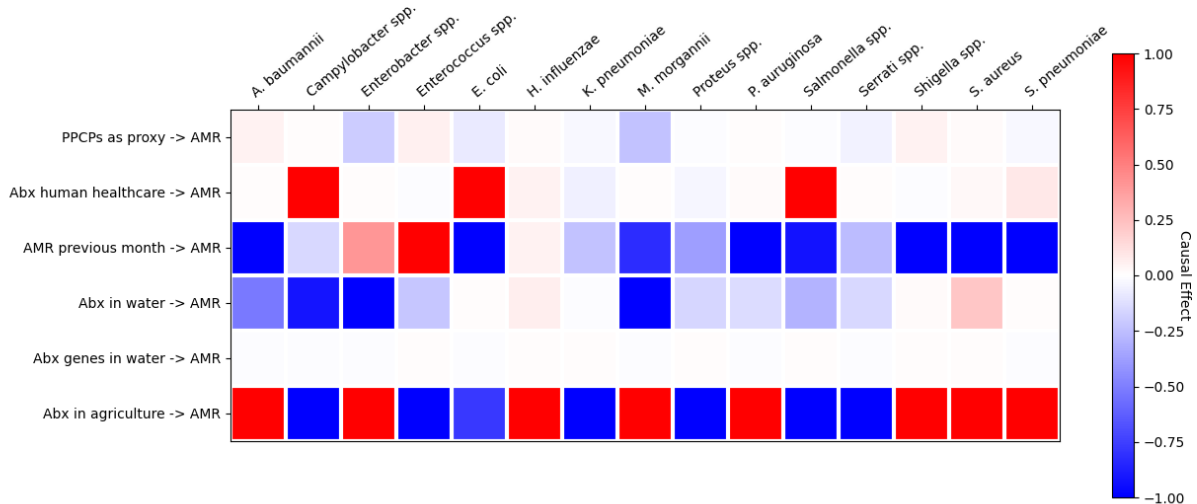 A. baumannii
Campylobacter spp.
Enterobacter spp.
Enterococcus spp.
E. coli
H. influenzae
K. pneumoniae
M. morgannii
Proteus spp.
P. auruginosa
Salmonella spp.
Serrati spp.
Shigella spp.
S. aureus
S. pneumoniae
PPCPs as proxy -> AMR
Abx human healthcare -> AMR
AMR previous month -> AMR
Abx in water -> AMR
Abx genes in water -> AMR
Abx in agriculture -> AMR
1.00
0.75
0.50
0.25
0.00
−0.25
−0.50
−0.75
−1.00
Causal Effect